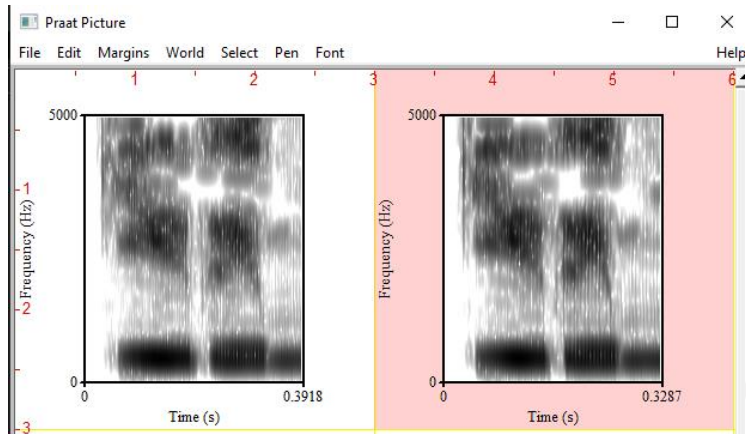 Praat Picture
File Edit Margins World Select Pen Font Help
1 2 3 4 5 6
5000 5000
1
Frequency (Hz) Frequency (Hz)
2
0 0
0 0.3918 0 0.3287
Time (s) Time (s)
3